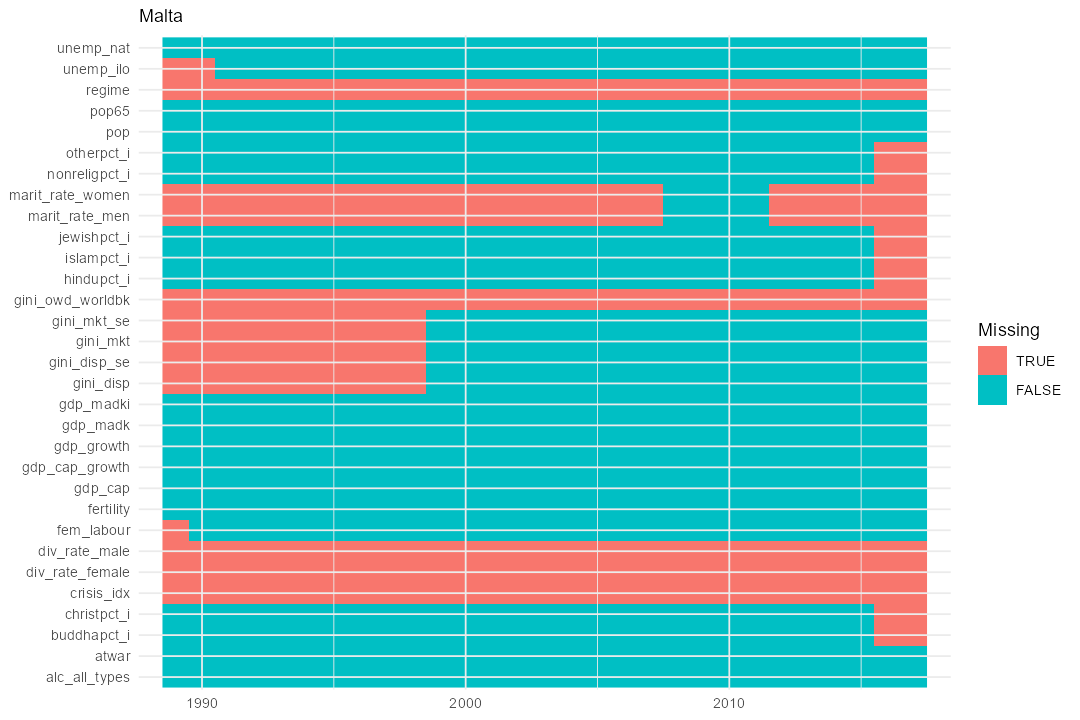 Malta
unemp_nat
unemp_ilo
regime
pop65
pop
otherpct_i
nonreligpct_i
marit_rate_women
marit_rate_men
jewishpct_i
islampct_i
hindupct_i
gini_owd_worldbk
gini_mkt_se
gini_mkt
gini_disp_se
gini_disp
gdp_madki
gdp_madk
gdp_growth
gdp_cap_growth
gdp_cap
fertility
fem_labour
div_rate_male
div_rate_female
crisis_idx
christpct_i
buddhapct_i
atwar
alc_all_types
1990 2000 2010
Missing
TRUE
FALSE